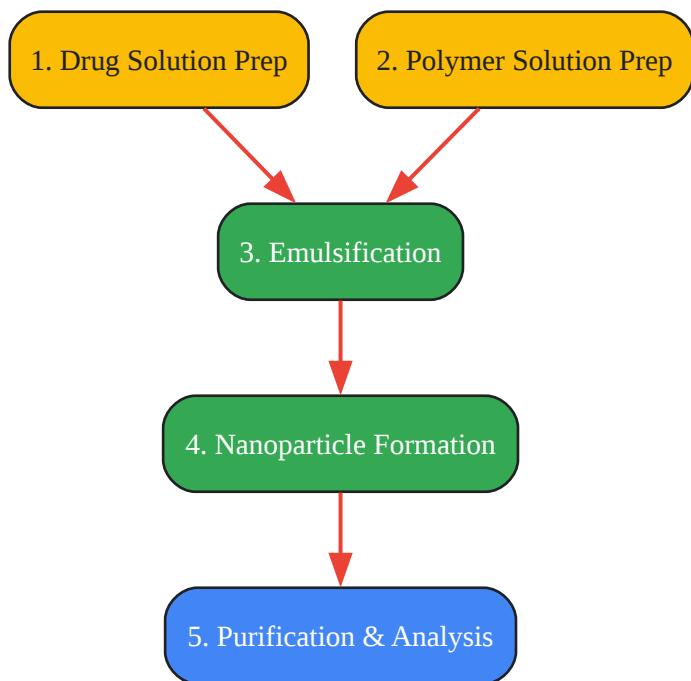 1. Drug Solution Prep
2. Polymer Solution Prep
3. Emulsification
4. Nanoparticle Formation
5. Purification & Analysis